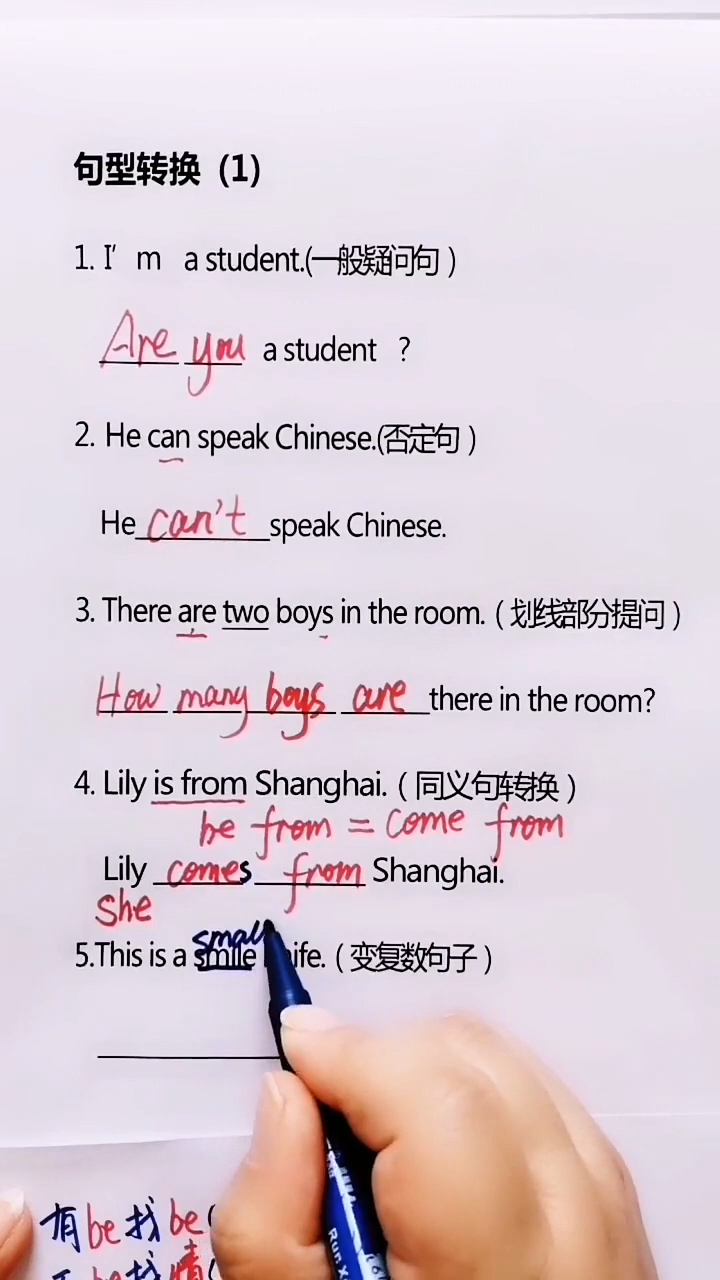 句型转换 (1)
1. I'm a student.(一般疑问句)
Are you a student ?
2. He can speak Chinese.(否定句)
He can't speak Chinese.
3. There are two boys in the room. (划线部分提问)
How many boys are there in the room?
4. Lily is from Shanghai. (同义句转换)
be from = come from
Lily comes from Shanghai.
she
small
5.This is a smile ife. (变复数句子)
有be找be(